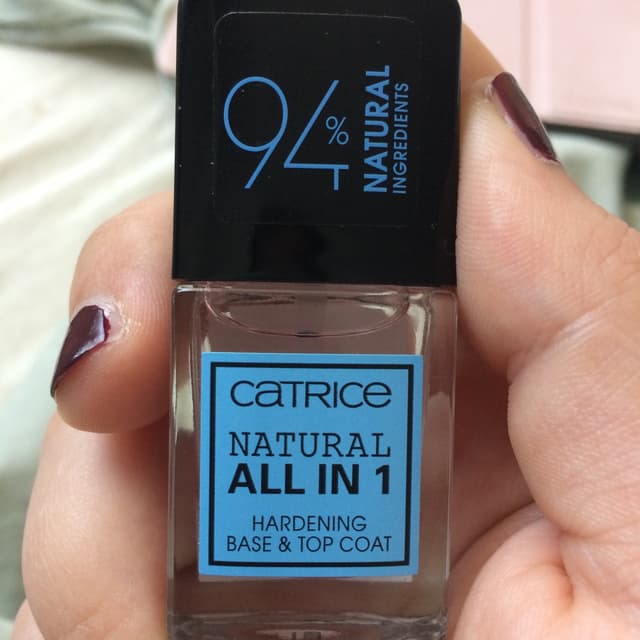 94%
NATURAL
INGREDIENTS
CATRICE
NATURAL
ALL IN 1
HARDENING
BASE & TOP COAT